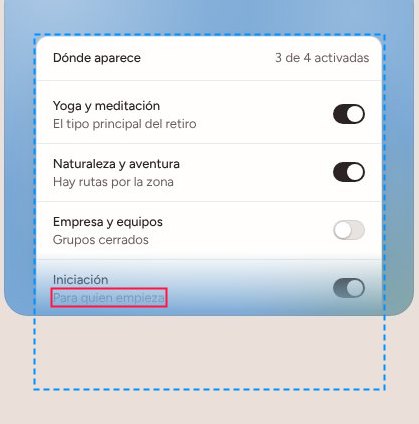 Dónde aparece
3 de 4 activadas
Yoga y meditación
El tipo principal del retiro
Naturaleza y aventura
Hay rutas por la zona
Empresa y equipos
Grupos cerrados
Iniciación
Para quien empieza